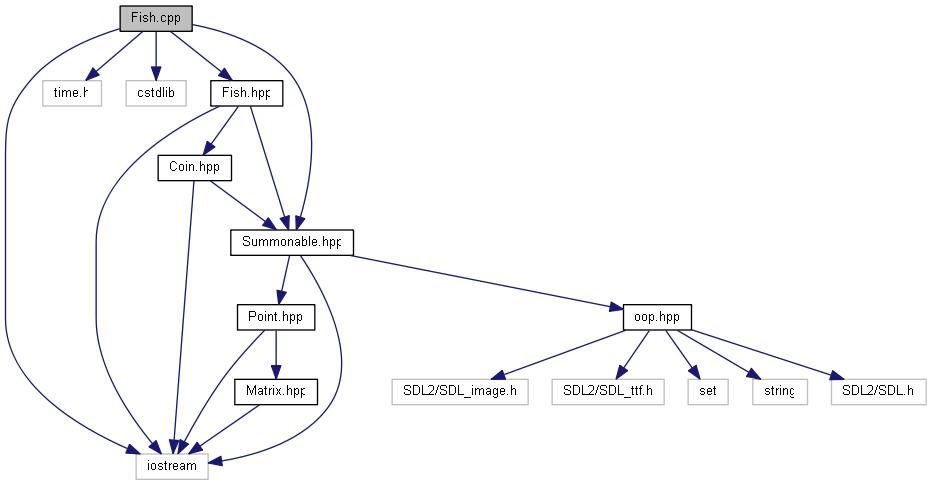 Fish.cpp
time.h
cstdlib
Fish.hpp
Coin.hpp
Summonable.hpp
Point.hpp
oop.hpp
Matrix.hpp
SDL2/SDL_image.h
SDL2/SDL_ttf.h
set
string
SDL2/SDL.h
iostream